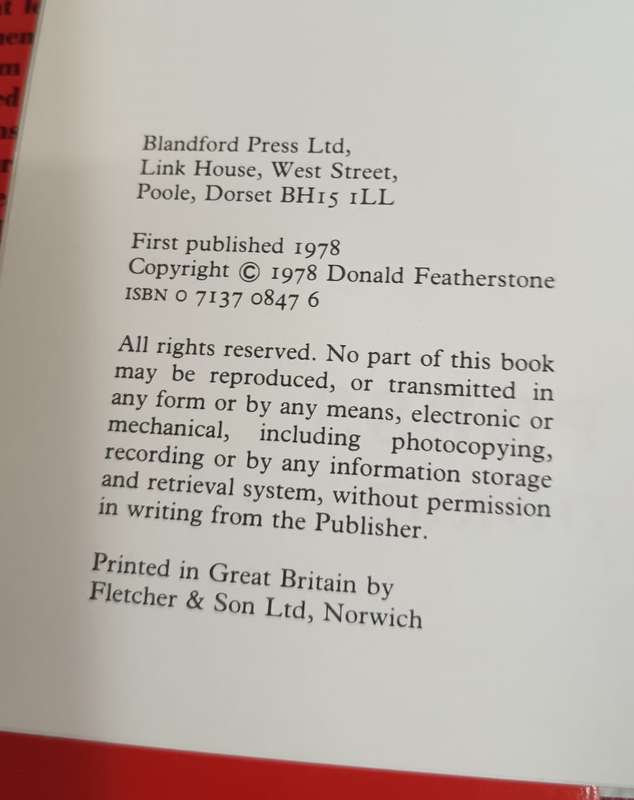 Blandford Press Ltd,
Link House, West Street,
Poole, Dorset BH15 1LL
First published 1978
Copyright © 1978 Donald Featherstone
ISBN 0 7137 0847 6
All rights reserved. No part of this book
may be reproduced, or transmitted in
any form or by any means, electronic or
mechanical, including photocopying,
recording or by any information storage
and retrieval system, without permission
in writing from the Publisher.
Printed in Great Britain by
Fletcher & Son Ltd, Norwich